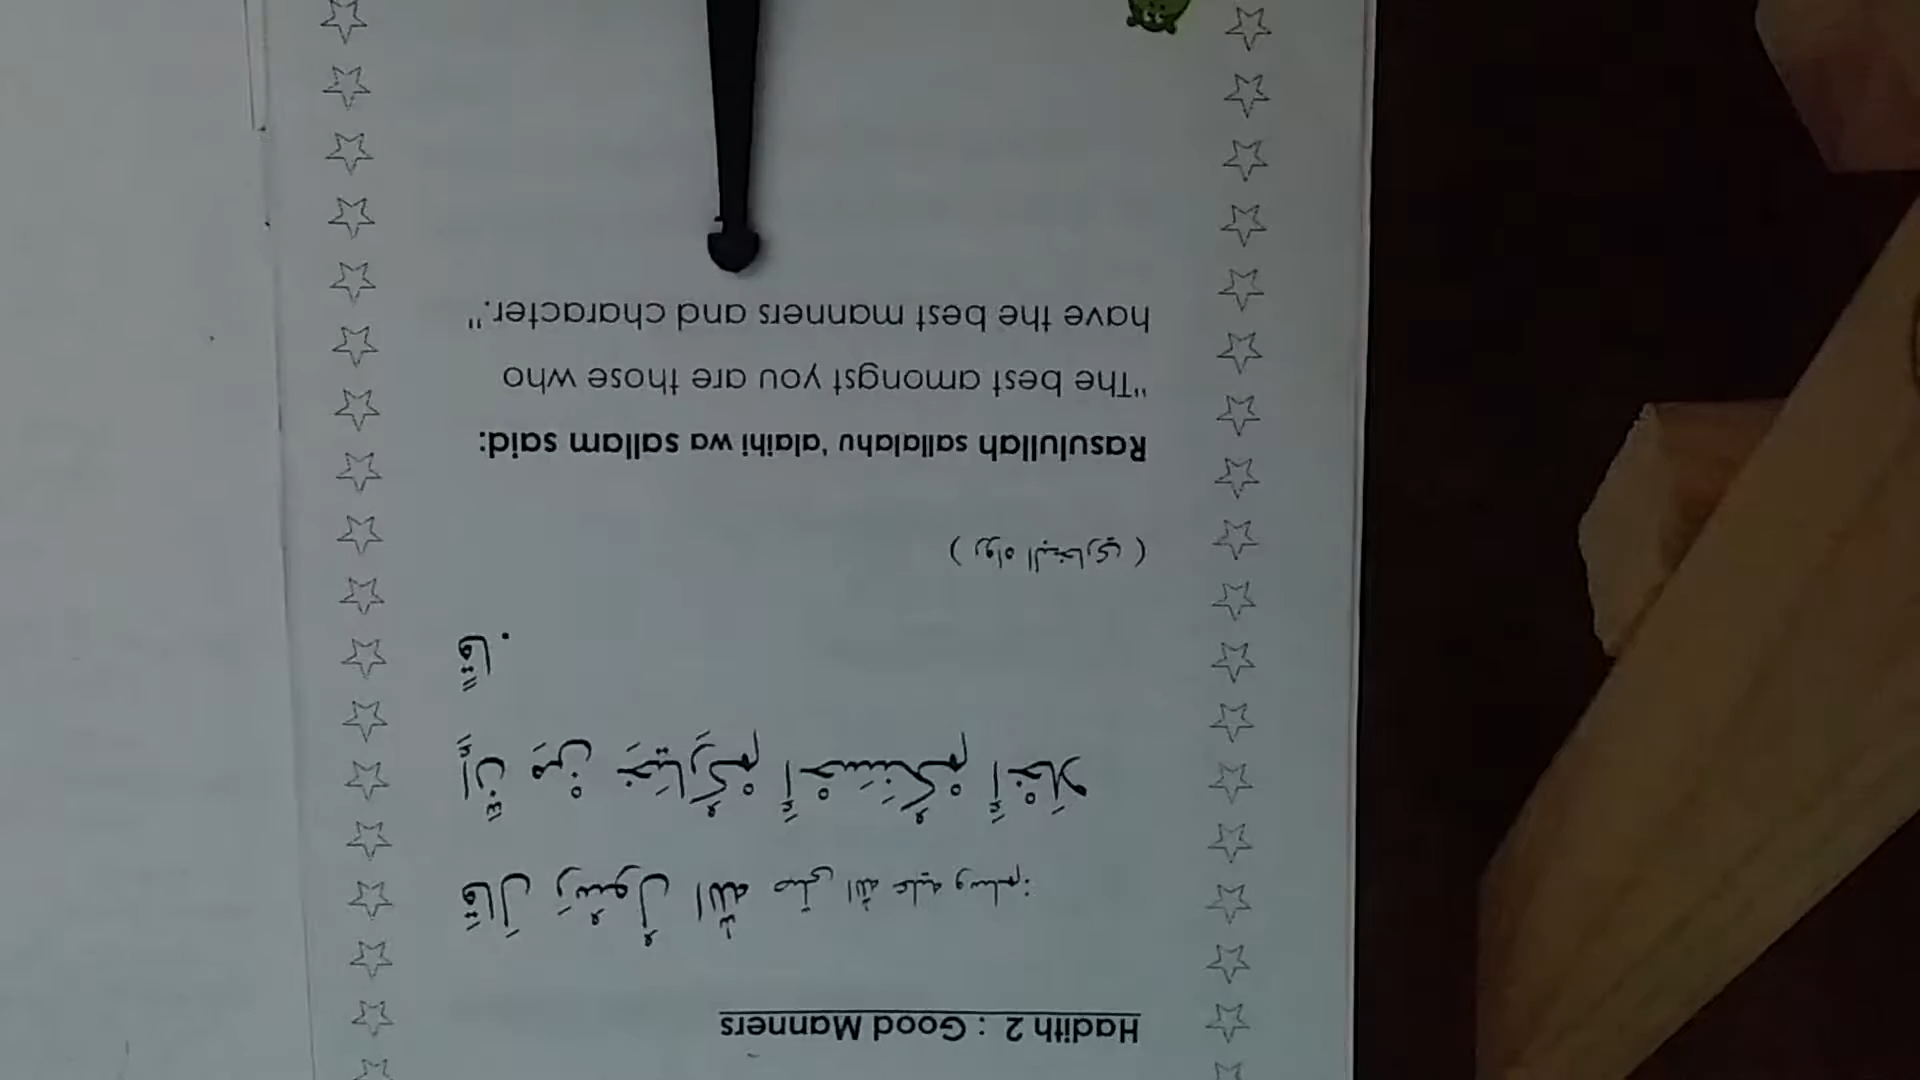 Hadith 2 : Good Manners
قَالَ رَسُولُ اللهِ صلى الله عليه وسلم:
إِنَّ مِنْ خِيَارِكُمْ أَحْسَنَكُمْ أَخْلَا
قًا .
( رواه البخاري )
Rasulullah sallalahu 'alaihi wa sallam said:
"The best amongst you are those who
have the best manners and character."